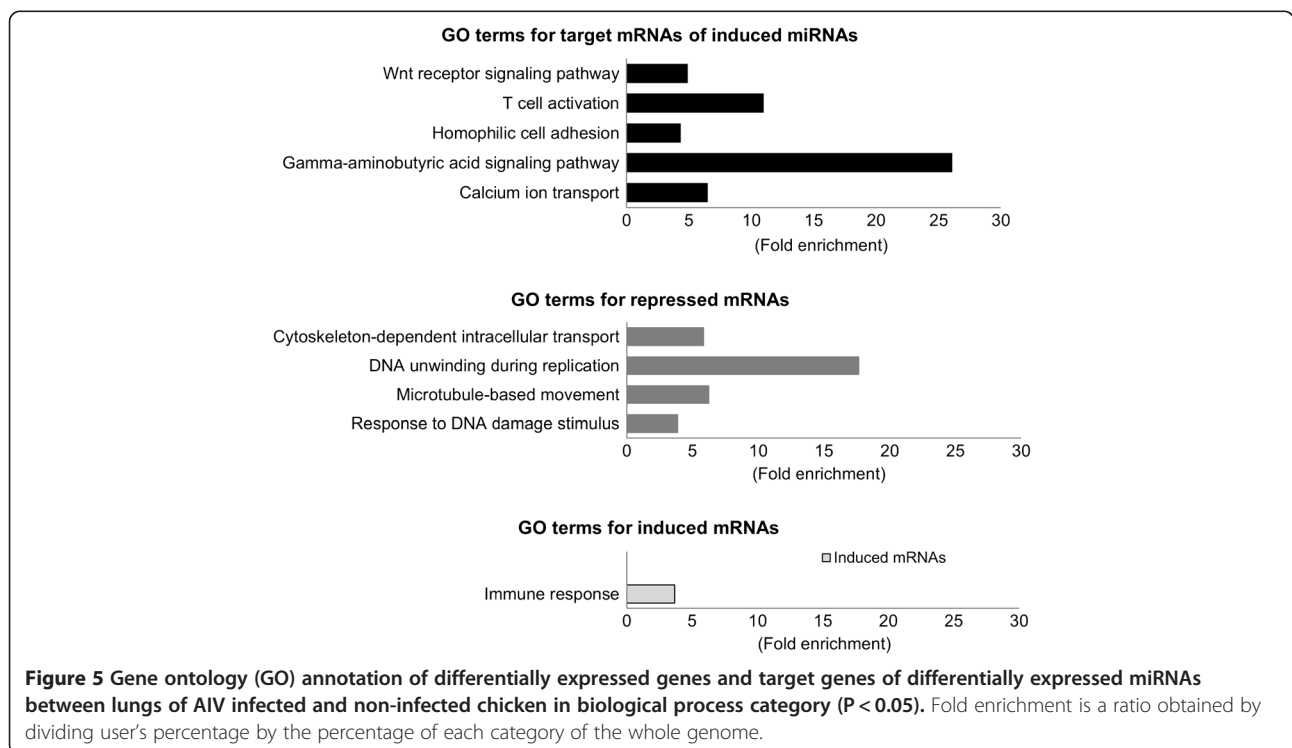 GO terms for target mRNAs of induced miRNAs
Wnt receptor signaling pathway
T cell activation
Homophilic cell adhesion
Gamma-aminobutyric acid signaling pathway
Calcium ion transport
0 5 10 15 20 25 30
(Fold enrichment)
GO terms for repressed mRNAs
Cytoskeleton-dependent intracellular transport
DNA unwinding during replication
Microtubule-based movement
Response to DNA damage stimulus
0 5 10 15 20 25 30
(Fold enrichment)
GO terms for induced mRNAs
Induced mRNAs
Immune response
0 5 10 15 20 25 30
(Fold enrichment)
Figure 5 Gene ontology (GO) annotation of differentially expressed genes and target genes of differentially expressed miRNAs
between lungs of AIV infected and non-infected chicken in biological process category (P < 0.05). Fold enrichment is a ratio obtained by
dividing user's percentage by the percentage of each category of the whole genome.